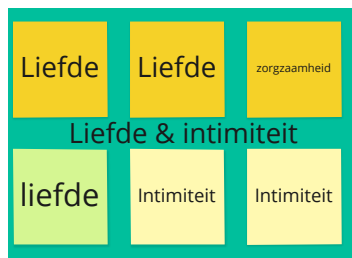 Liefde
Liefde
zorgzaamheid
Liefde & intimiteit
liefde
Intimiteit
Intimiteit